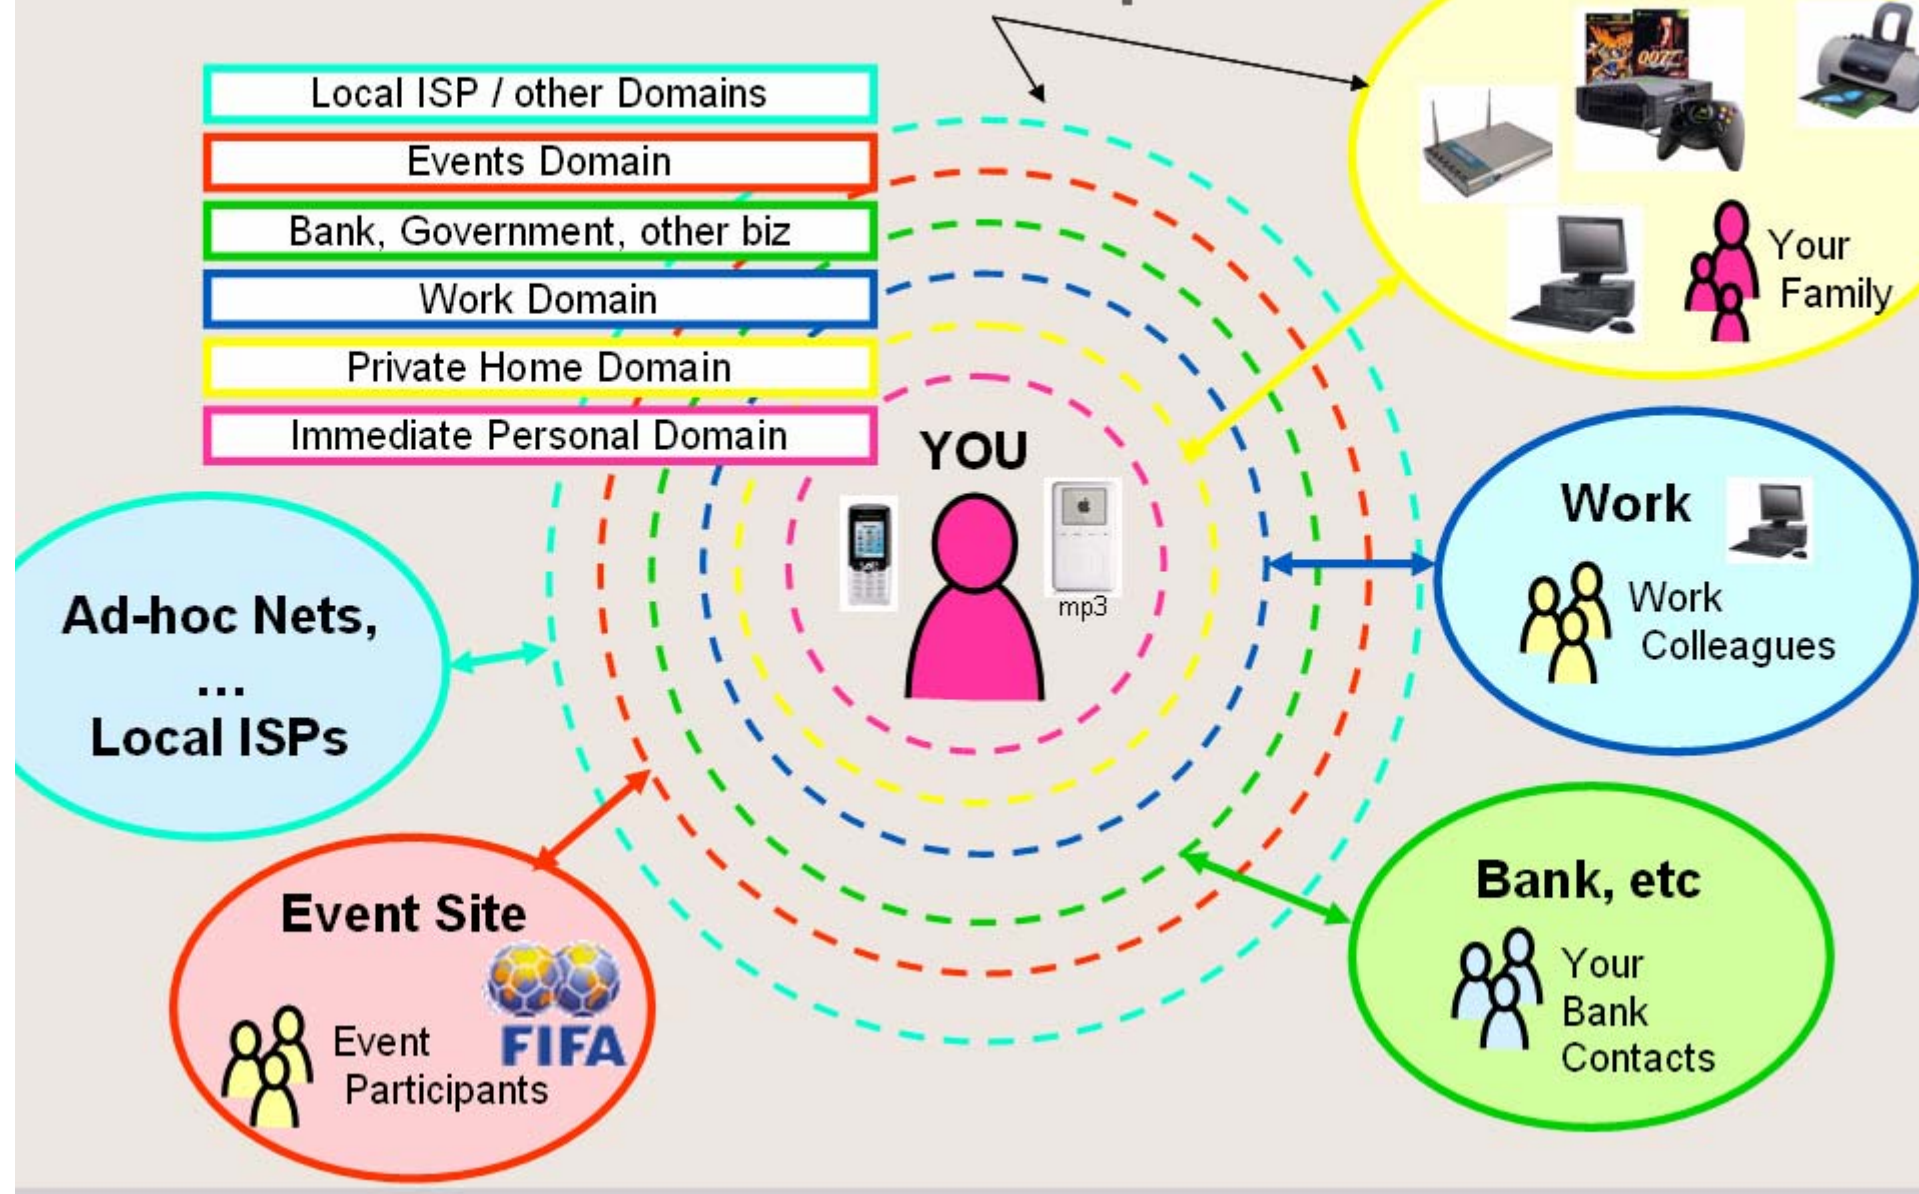 Local ISP / other Domains
Events Domain
Bank, Government, other biz
Work Domain
Private Home Domain
Immediate Personal Domain
YOU
mp3
007
Your
Family
Work
Work
Colleagues
Ad-hoc Nets,
...
Local ISPs
Event Site
FIFA
Event
Participants
Bank, etc
Your
Bank
Contacts